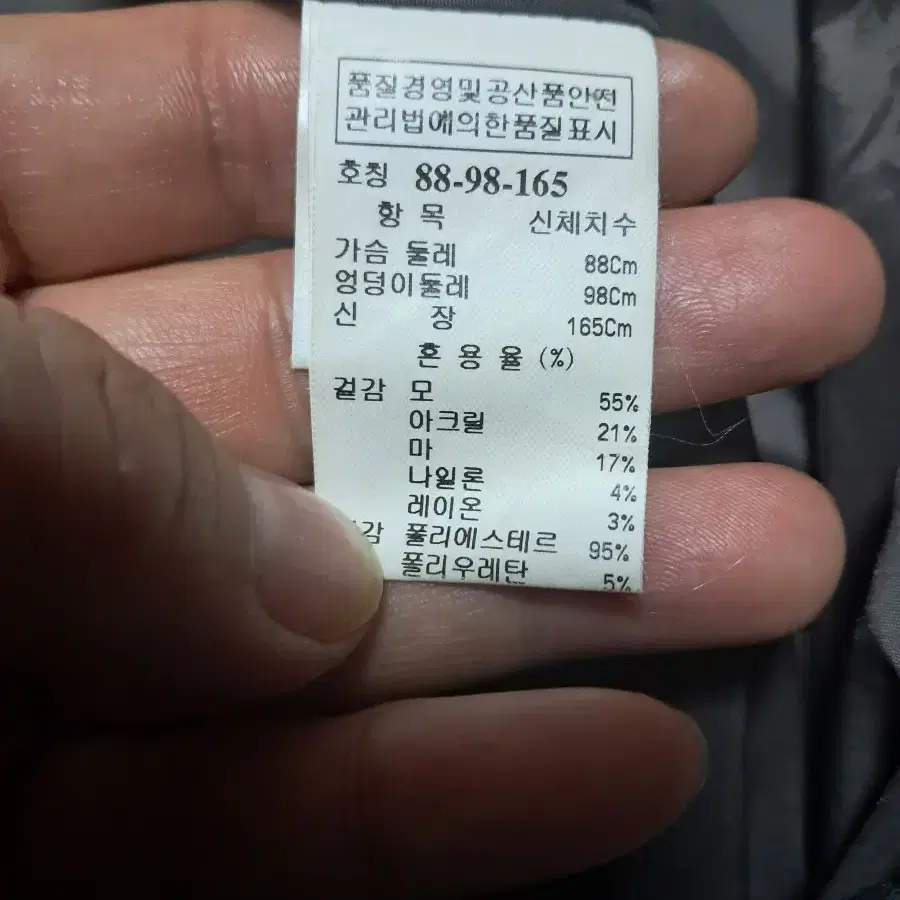 품질경영및공산품안전
관리법에의한품질표시
호칭 88-98-165
항 목 신체치수
가슴 둘레 88Cm
엉덩이둘레 98Cm
신 장 165Cm
혼 용 율 (%)
겉감 모 55%
아크릴 21%
마 17%
나일론 4%
레이온 3%
감 폴리에스테르 95%
폴리우레탄 5%